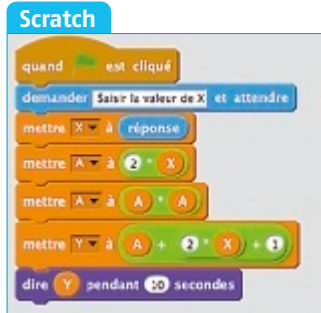 Scratch
quand est cliqué
demander Saisir la valeur de X et attendre
mettre X à réponse
mettre A à 2 * X
mettre A à A * A
mettre Y à A + 2 * X + 1
dire Y pendant 10 secondes